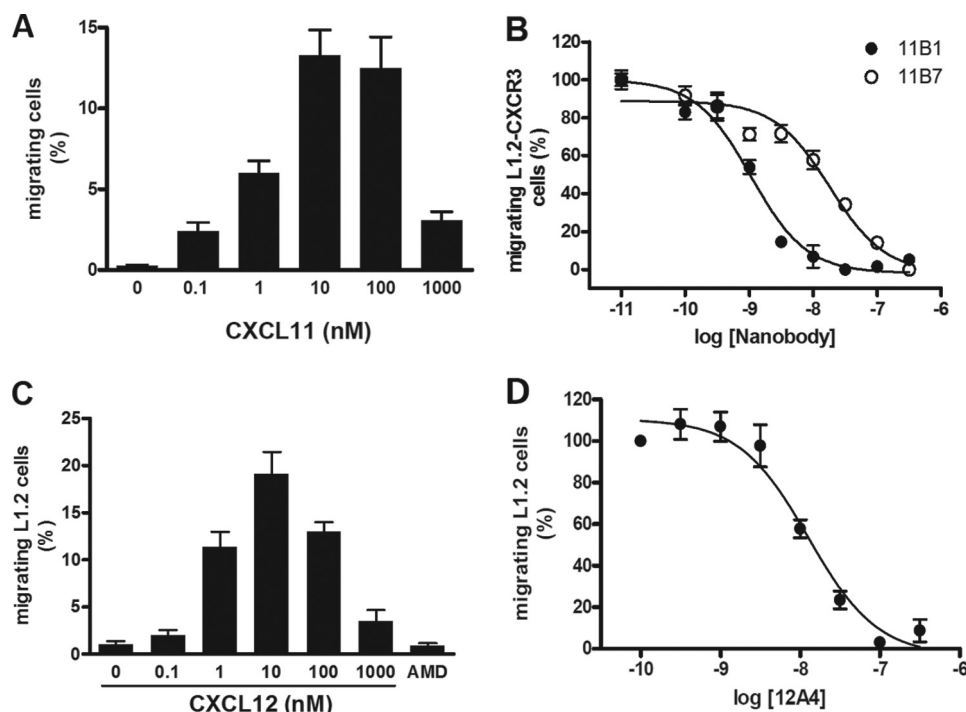 A
migrating cells
(%)
15
10
5
0
0 0.1 1 10 100 1000
CXCL11 (nM)
B
migrating L1.2-CXCR3
cells (%)
120
100
80
60
40
20
0
-11 -10 -9 -8 -7 -6
log [Nanobody]
11B1
11B7
C
migrating L1.2 cells
(%)
25
20
15
10
5
0
0 0.1 1 10 100 1000 AMD
CXCL12 (nM)
D
migrating L1.2 cells
(%)
120
100
80
60
40
20
0
-10 -9 -8 -7 -6
log [12A4]